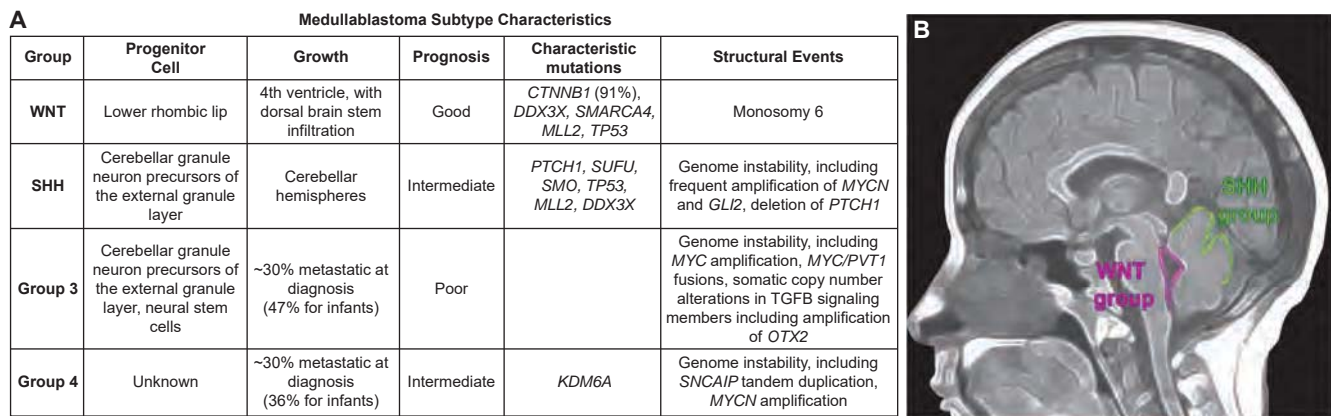 A
Medullablastoma Subtype Characteristics
Group
Progenitor
Cell
Growth
Prognosis
Characteristic
mutations
Structural Events
WNT
Lower rhombic lip
4th ventricle, with
dorsal brain stem
infiltration
Good
CTNNB1 (91%),
DDX3X, SMARCA4,
MLL2, TP53
Monosomy 6
SHH
Cerebellar granule
neuron precursors of
the external granule
layer
Cerebellar
hemispheres
Intermediate
PTCH1, SUFU,
SMO, TP53,
MLL2, DDX3X
Genome instability, including
frequent amplification of MYCN
and GLI2, deletion of PTCH1
Group 3
Cerebellar granule
neuron precursors of
the external granule
layer, neural stem
cells
~30% metastatic at
diagnosis
(47% for infants)
Poor
Genome instability, including
MYC amplification, MYC/PVT1
fusions, somatic copy number
alterations in TGFB signaling
members including amplification
of OTX2
Group 4
Unknown
~30% metastatic at
diagnosis
(36% for infants)
Intermediate
KDM6A
Genome instability, including
SNCAIP tandem duplication,
MYCN amplification
B
SHH
group
WNT
group